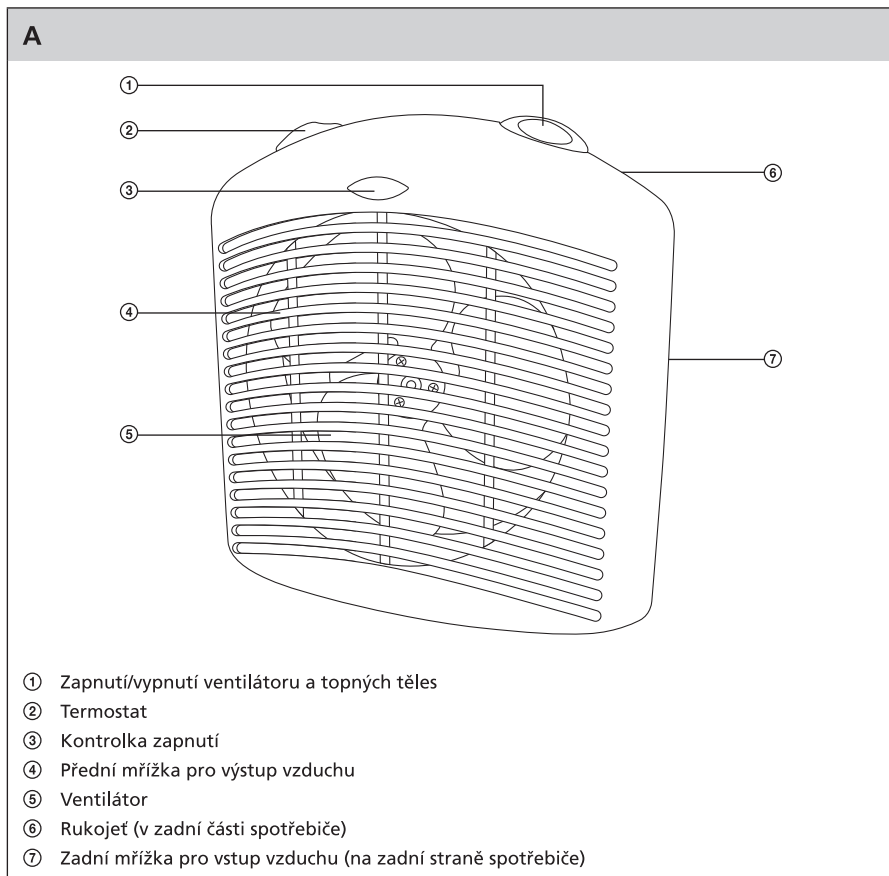 A
①
②
③
④
⑤
⑥
⑦
① Zapnutí/vypnutí ventilátoru a topných těles
② Termostat
③ Kontrolka zapnutí
④ Přední mřížka pro výstup vzduchu
⑤ Ventilátor
⑥ Rukojeť (v zadní části spotřebiče)
⑦ Zadní mřížka pro vstup vzduchu (na zadní straně spotřebiče)